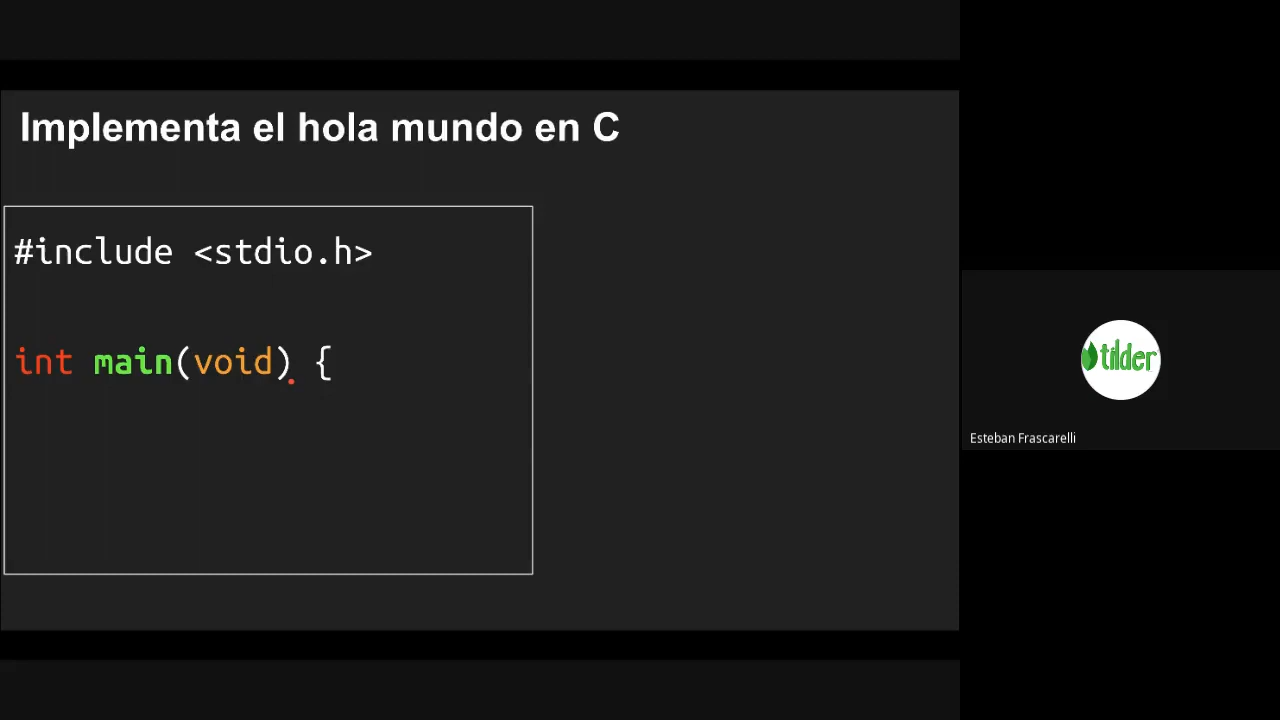 Implementa el hola mundo en C
#include <stdio.h>
int main(void) {
tilder
Esteban Frascarelli